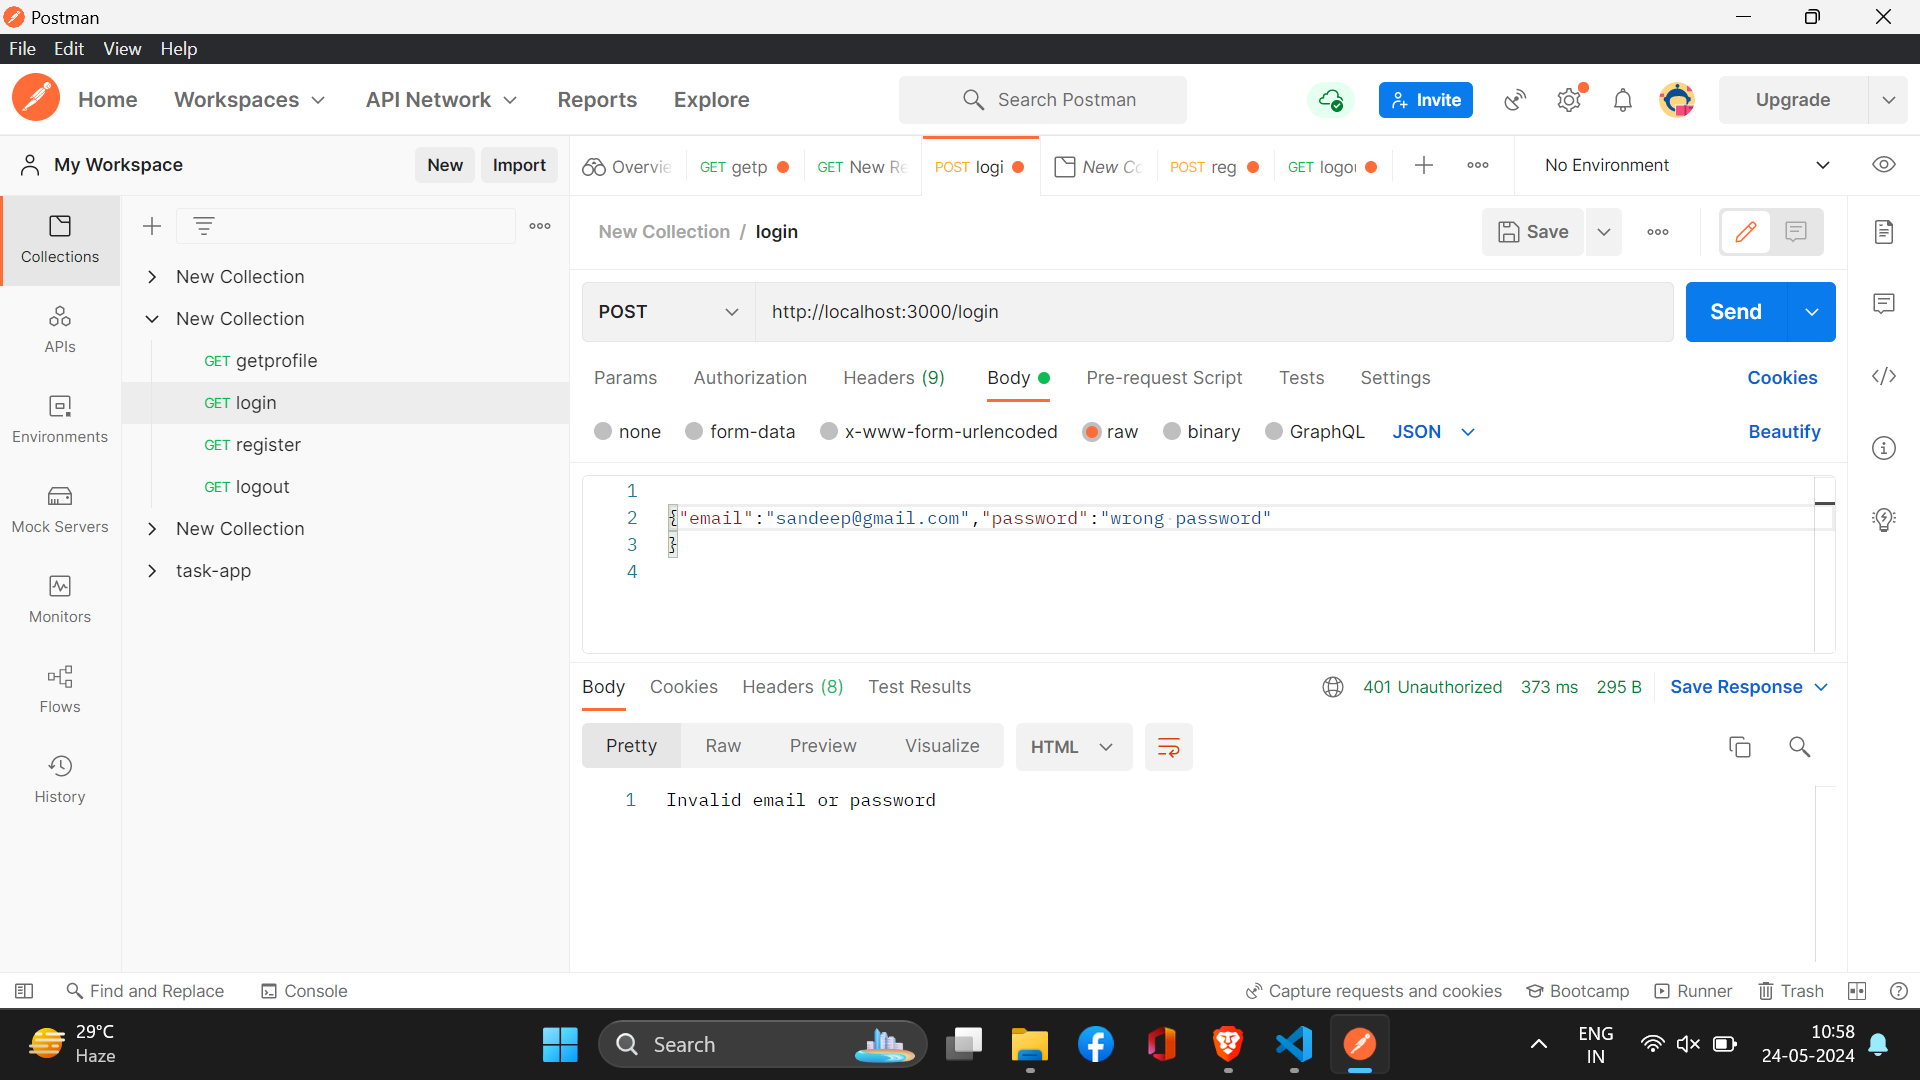 Postman
File Edit View Help
Home Workspaces API Network Reports Explore Search Postman Invite Upgrade
My Workspace New Import Overvie GET getp GET New Re POST logi New Co POST reg GET logou No Environment
Collections
New Collection / login Save
New Collection
New Collection
POST http://localhost:3000/login Send
APIs
GET getprofile
Params Authorization Headers (9) Body Pre-request Script Tests Settings Cookies
GET login
Environments
none form-data x-www-form-urlencoded raw binary GraphQL JSON Beautify
GET register
GET logout
1
Mock Servers
New Collection
2 {"email":"sandeep@gmail.com","password":"wrong password"
3 }
task-app
4
Monitors
Body Cookies Headers (8) Test Results 401 Unauthorized 373 ms 295 B Save Response
Flows
Pretty Raw Preview Visualize HTML
History
1 Invalid email or password
Find and Replace Console Capture requests and cookies Bootcamp Runner Trash
29°C
Haze
Search
ENG
IN
10:58
24-05-2024